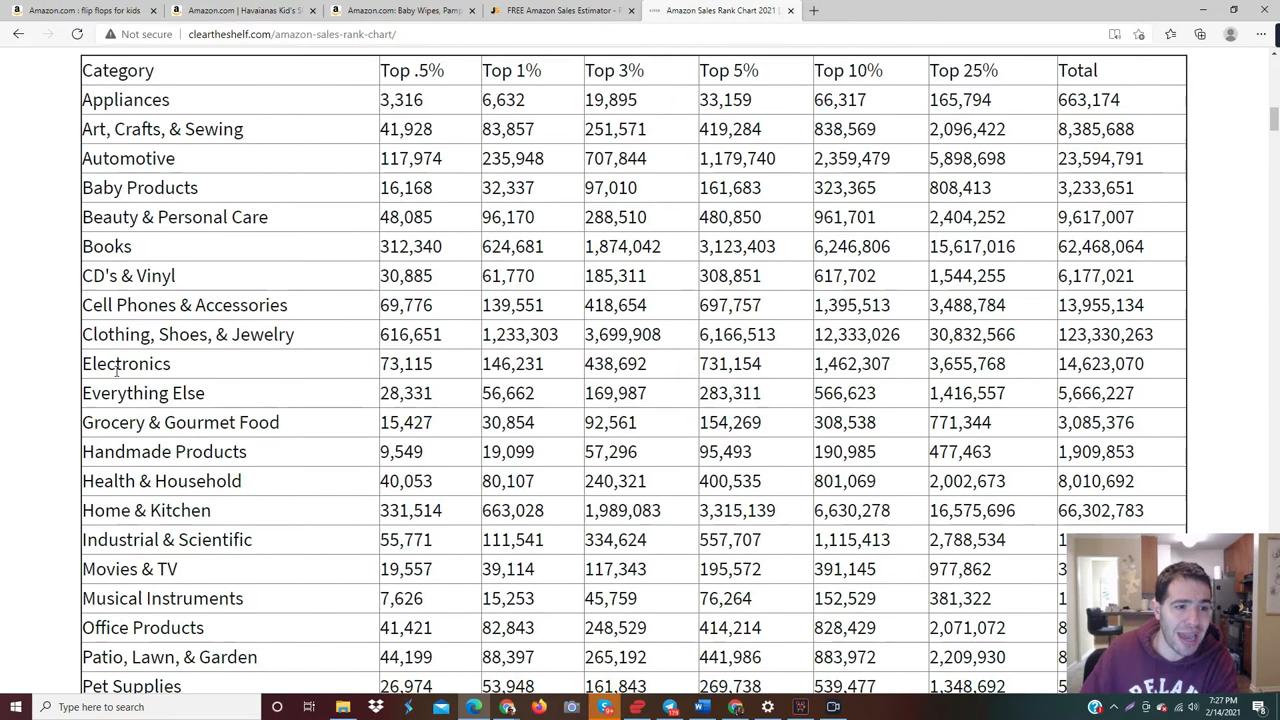 Amazon.com : flip flops for kids
Amazon.com | Havaianas Kid's S
Amazon.com: Baby Wipes, Pamp
FREE Amazon Sales Estimator - F
Amazon Sales Rank Chart 2021 |
Not secure | cleartheshelf.com/amazon-sales-rank-chart/
Category Top .5% Top 1% Top 3% Top 5% Top 10% Top 25% Total
Appliances 3,316 6,632 19,895 33,159 66,317 165,794 663,174
Art, Crafts, & Sewing 41,928 83,857 251,571 419,284 838,569 2,096,422 8,385,688
Automotive 117,974 235,948 707,844 1,179,740 2,359,479 5,898,698 23,594,791
Baby Products 16,168 32,337 97,010 161,683 323,365 808,413 3,233,651
Beauty & Personal Care 48,085 96,170 288,510 480,850 961,701 2,404,252 9,617,007
Books 312,340 624,681 1,874,042 3,123,403 6,246,806 15,617,016 62,468,064
CD's & Vinyl 30,885 61,770 185,311 308,851 617,702 1,544,255 6,177,021
Cell Phones & Accessories 69,776 139,551 418,654 697,757 1,395,513 3,488,784 13,955,134
Clothing, Shoes, & Jewelry 616,651 1,233,303 3,699,908 6,166,513 12,333,026 30,832,566 123,330,263
Electronics 73,115 146,231 438,692 731,154 1,462,307 3,655,768 14,623,070
Everything Else 28,331 56,662 169,987 283,311 566,623 1,416,557 5,666,227
Grocery & Gourmet Food 15,427 30,854 92,561 154,269 308,538 771,344 3,085,376
Handmade Products 9,549 19,099 57,296 95,493 190,985 477,463 1,909,853
Health & Household 40,053 80,107 240,321 400,535 801,069 2,002,673 8,010,692
Home & Kitchen 331,514 663,028 1,989,083 3,315,139 6,630,278 16,575,696 66,302,783
Industrial & Scientific 55,771 111,541 334,624 557,707 1,115,413 2,788,534 1
Movies & TV 19,557 39,114 117,343 195,572 391,145 977,862 3
Musical Instruments 7,626 15,253 45,759 76,264 152,529 381,322 1
Office Products 41,421 82,843 248,529 414,214 828,429 2,071,072 8
Patio, Lawn, & Garden 44,199 88,397 265,192 441,986 883,972 2,209,930 8
Pet Supplies 26,974 53,948 161,843 269,738 539,477 1,348,692 5
Type here to search
7:27 PM
2/14/2021